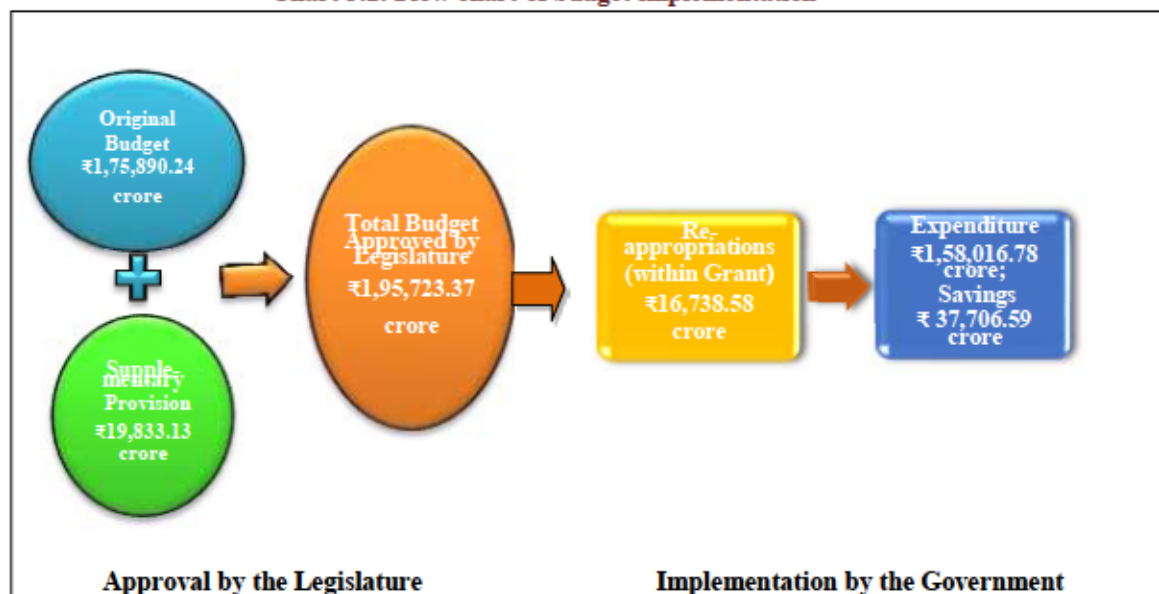 Original
Budget
₹1,75,890.24
crore
Supple-
mentary
Provision
₹19,833.13
crore
Total Budget
Approved by
Legislature
₹1,95,723.37
crore
Re-
appropriations
(within Grant)
₹16,738.58
crore
Expenditure
₹1,58,016.78
crore;
Savings
₹ 37,706.59
crore
Approval by the Legislature
Implementation by the Government